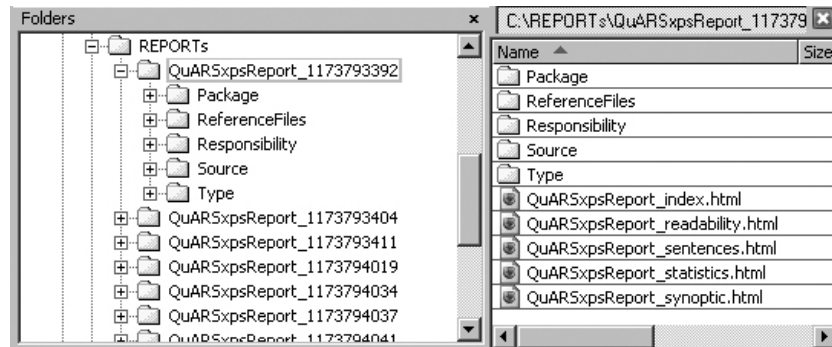 Folders
REPORTs
QuARSxpsReport_1173793392
Package
ReferenceFiles
Responsibility
Source
Type
QuARSxpsReport_1173793404
QuARSxpsReport_1173793411
QuARSxpsReport_1173794019
QuARSxpsReport_1173794034
QuARSxpsReport_1173794037
QuARSxpsReport_1173794041
C:\REPORTs\QuARSxpsReport_117379
Name Size
Package
ReferenceFiles
Responsibility
Source
Type
QuARSxpsReport_index.html
QuARSxpsReport_readability.html
QuARSxpsReport_sentences.html
QuARSxpsReport_statistics.html
QuARSxpsReport_synoptic.html